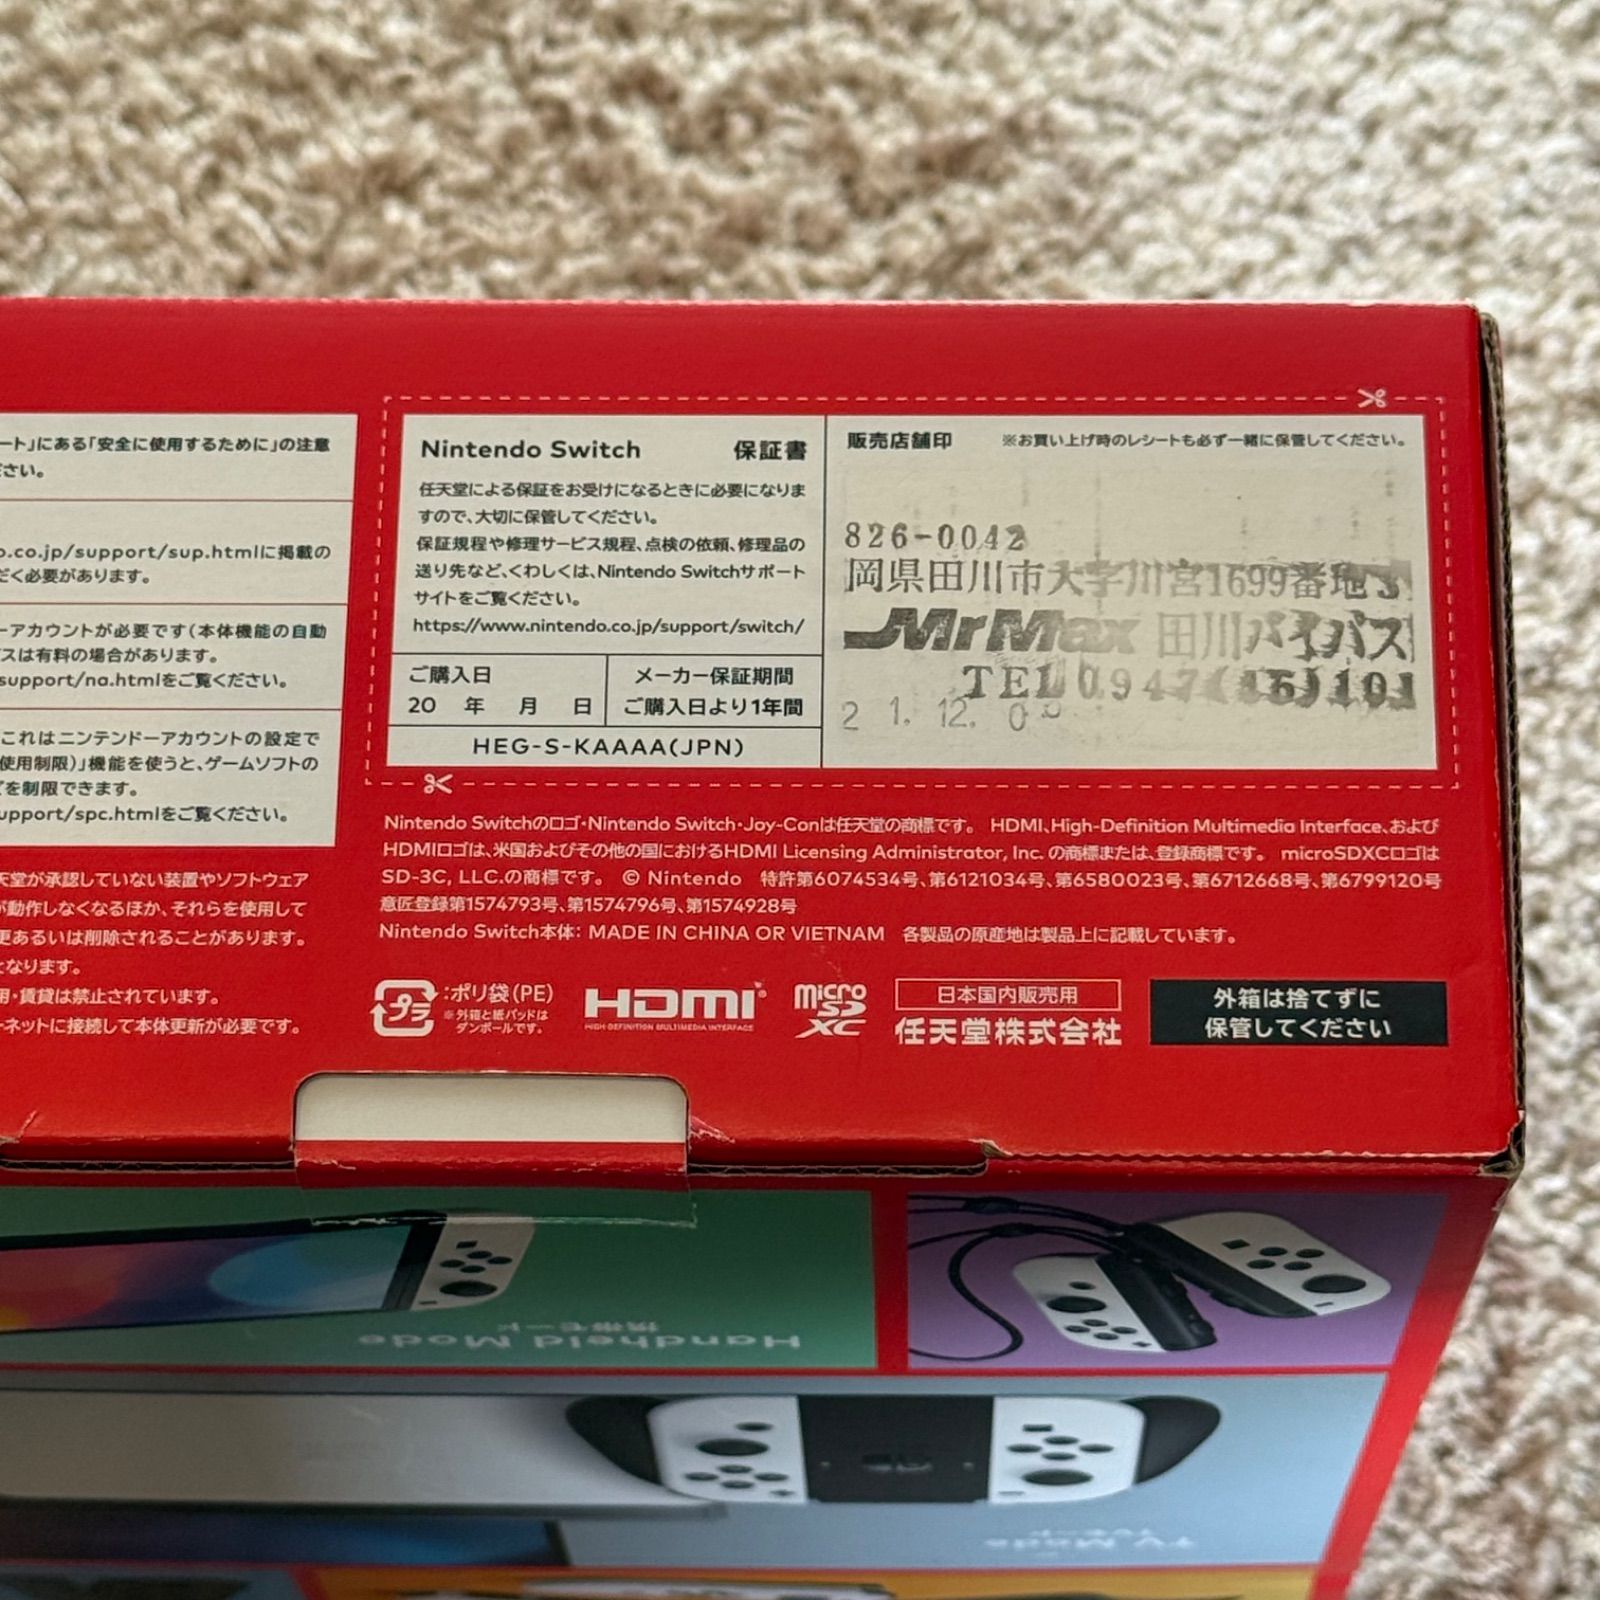 ート」にある「安全に使用するために」の注意
ださい。
o.co.jp/support/sup.htmlに掲載の
だく必要があります。
ーアカウントが必要です(本体機能の自動
スは有料の場合があります。
support/na.htmlをご覧ください。
これはニンテンドーアカウントの設定で
使用制限)」機能を使うと、ゲームソフトの
どを制限できます。
upport/spc.htmlをご覧ください。
天堂が承認していない装置やソフトウェア
が動作しなくなるほか、それらを使用して
更あるいは削除されることがあります。
となります。
用・賃貸は禁止されています。
ーネットに接続して本体更新が必要です。
Nintendo Switch 保証書
任天堂による保証をお受けになるときに必要になりま
すので、大切に保管してください。
保証規程や修理サービス規程、点検の依頼、修理品の
送り先など、くわしくは、Nintendo Switchサポート
サイトをご覧ください。
https://www.nintendo.co.jp/support/switch/
ご購入日
20 年 月 日
メーカー保証期間
ご購入日より1年間
HEG-S-KAAAA(JPN)
販売店舗印 ※お買い上げ時のレシートも必ず一緒に保管してください。
826-0042
岡県田川市大字川宮1699番地3
MrMax 田川バイパス
TEL0947
21.12.0
Nintendo Switchのロゴ・Nintendo Switch・Joy-Conは任天堂の商標です。 HDMI、High-Definition Multimedia Interface、および
HDMIロゴは、米国およびその他の国におけるHDMI Licensing Administrator, Inc. の商標または、登録商標です。 microSDXCロゴは
SD-3C, LLC.の商標です。 © Nintendo 特許第6074534号、第6121034号、第6580023号、第6712668号、第6799120号
意匠登録第1574793号、第1574796号、第1574928号
Nintendo Switch本体: MADE IN CHINA OR VIETNAM 各製品の原産地は製品上に記載しています。
プラ
:ポリ袋(PE)
※外箱と紙パッドは
ダンボールです。
HDMI
HIGH-DEFINITION MULTIMEDIA INTERFACE
micro
SD
XC
日本国内販売用
任天堂株式会社
外箱は捨てずに
保管してください
Handheld Mode
携帯モード
TV Mode
TVモード